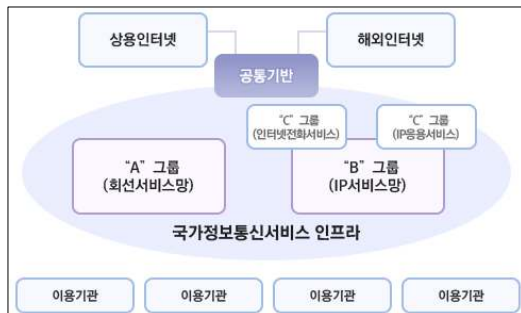 상용인터넷
해외인터넷
공통기반
“C” 그룹
(인터넷전화서비스)
“C” 그룹
(IP응용서비스)
“A” 그룹
(회선서비스망)
“B” 그룹
(IP서비스망)
국가정보통신서비스 인프라
이용기관
이용기관
이용기관
이용기관